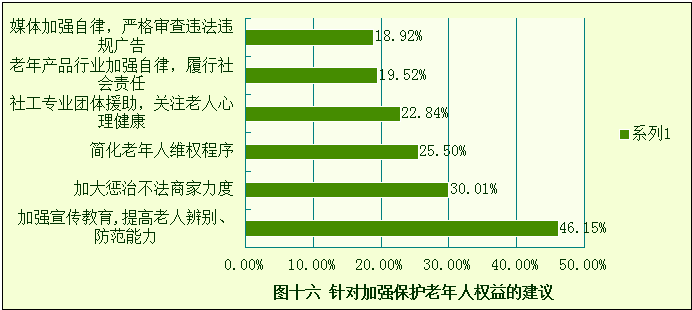 媒体加强自律，严格审查违法违
规广告
18.92%
老年产品行业加强自律，履行社
会责任
19.52%
社工专业团体援助，关注老人心
理健康
22.84%
简化老年人维权程序
25.50%
加大惩治不法商家力度
30.01%
加强宣传教育,提高老人辨别、
防范能力
46.15%
系列1
0.00% 10.00% 20.00% 30.00% 40.00% 50.00%
图十六 针对加强保护老年人权益的建议